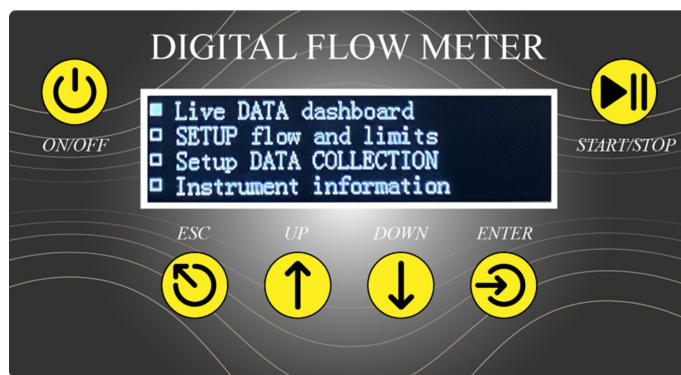 DIGITAL FLOW METER
ON/OFF
Live DATA dashboard
SETUP flow and limits
Setup DATA COLLECTION
Instrument information
START/STOP
ESC UP DOWN ENTER